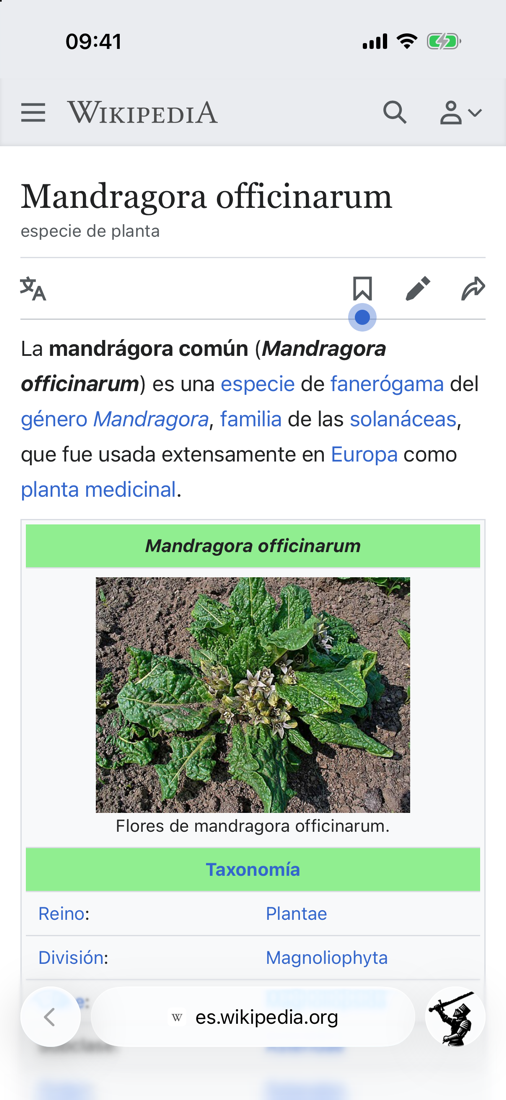 09:41
WIKIPEDIA
Mandragora officinarum
especie de planta
La mandrágora común (Mandragora
officinarum) es una especie de fanerógama del
género Mandragora, familia de las solanáceas,
que fue usada extensamente en Europa como
planta medicinal.
Mandragora officinarum
Flores de mandragora officinarum.
Taxonomía
Reino: Plantae
División: Magnoliophyta
W es.wikipedia.org